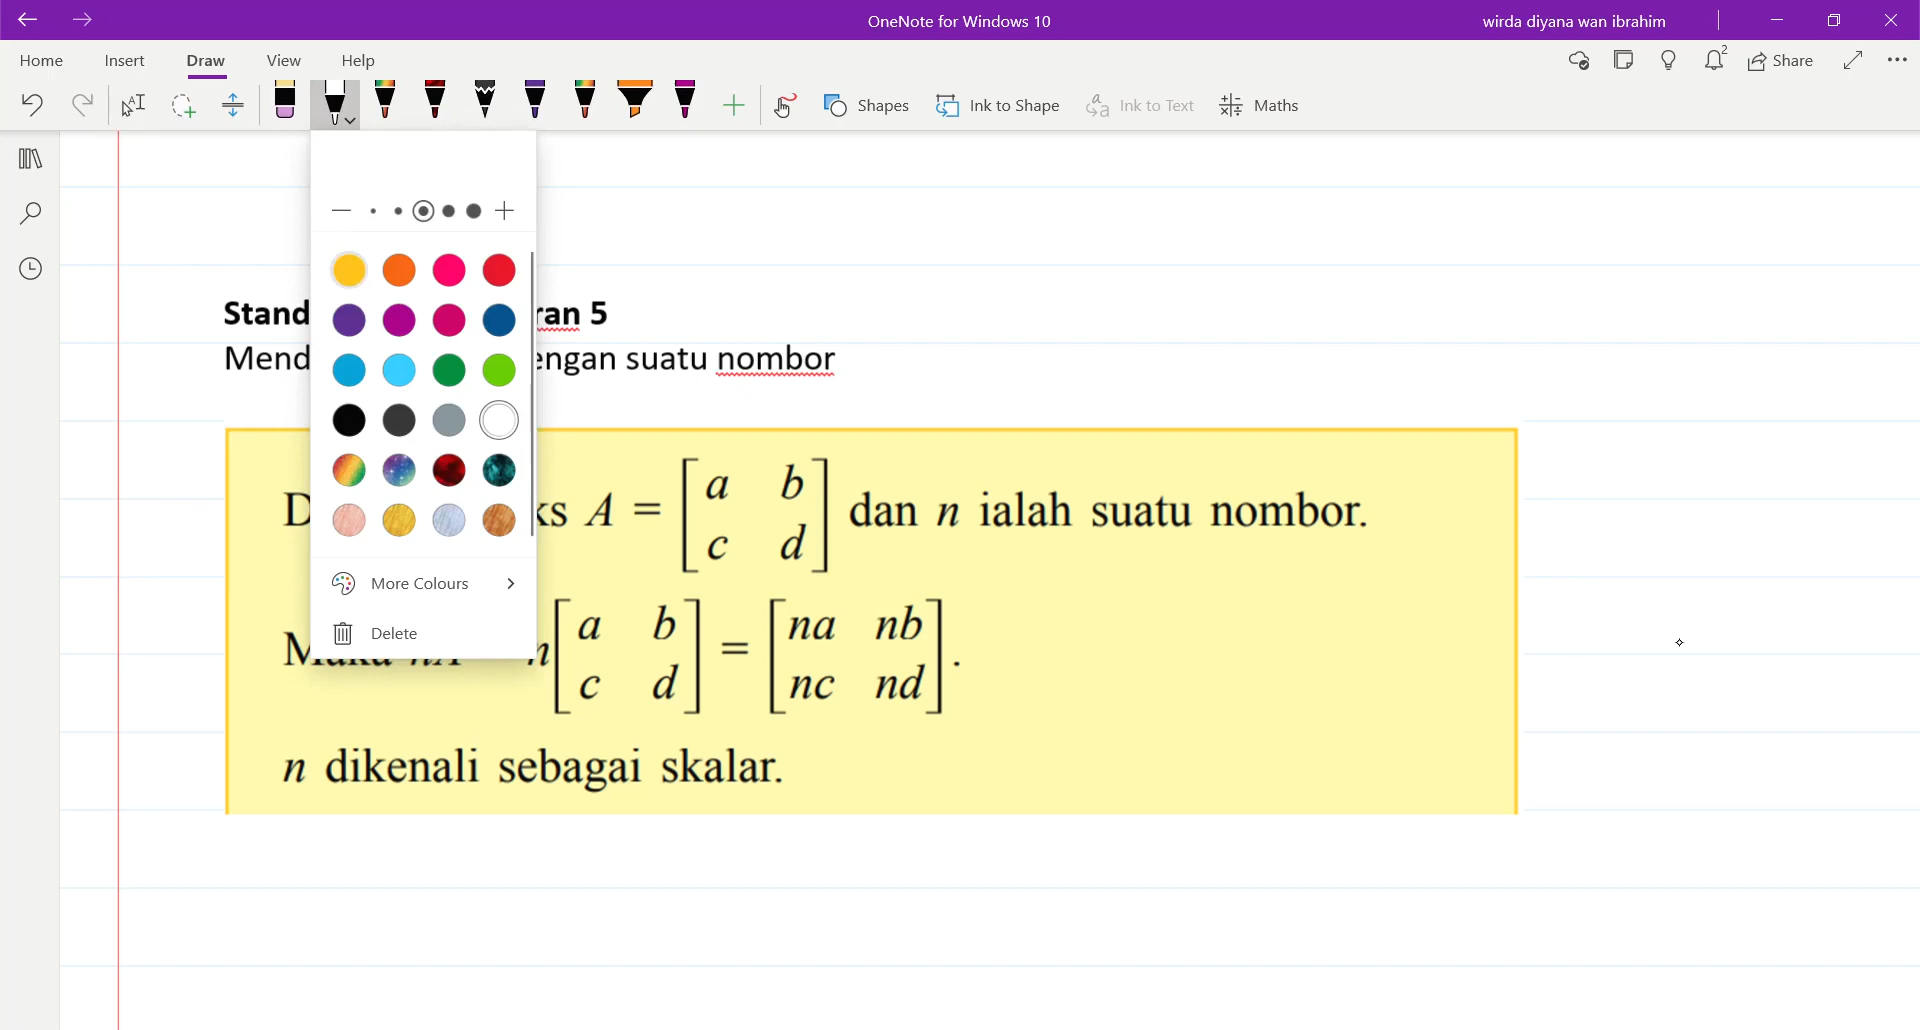 OneNote for Windows 10
wirda diyana wan ibrahim
Home Insert Draw View Help
2
Share
Shapes
Ink to Shape
Ink to Text
Maths
Stand
ran 5
Mend
engan suatu nombor
ks A = [a b
c d] dan n ialah suatu nombor.
n[a b
c d] = [na nb
nc nd].
n dikenali sebagai skalar.
More Colours
Delete